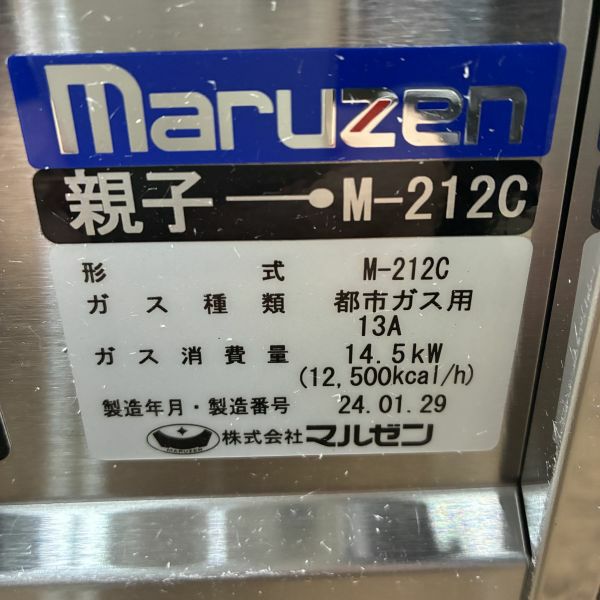 maruzen
親子 M-212C
形式 M-212C
ガス種類 都市ガス用
13A
ガス消費量 14.5kW
(12,500kcal/h)
製造年月・製造番号 24.01.29
MARUZEN 株式会社マルゼン